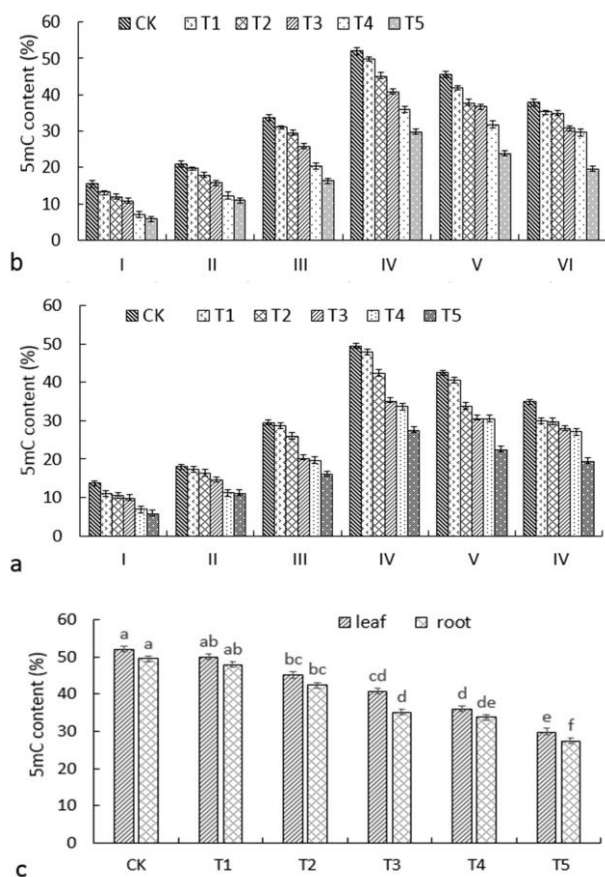 60
CK T1 T2 T3 T4 T5
50
40
30
20
10
0
5mC content (%)
I II III IV V VI
b
60
CK T1 T2 T3 T4 T5
50
40
30
20
10
0
5mC content (%)
I II III IV V IV
a
60
leaf root
50
40
30
20
10
0
5mC content (%)
a a ab ab bc bc cd d d de e f
CK T1 T2 T3 T4 T5
c